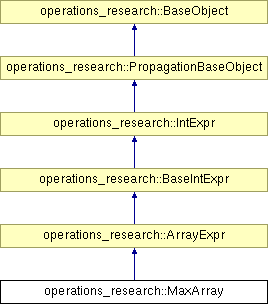 operations_research::BaseObject
operations_research::PropagationBaseObject
operations_research::IntExpr
operations_research::BaseIntExpr
operations_research::ArrayExpr
operations_research::MaxArray